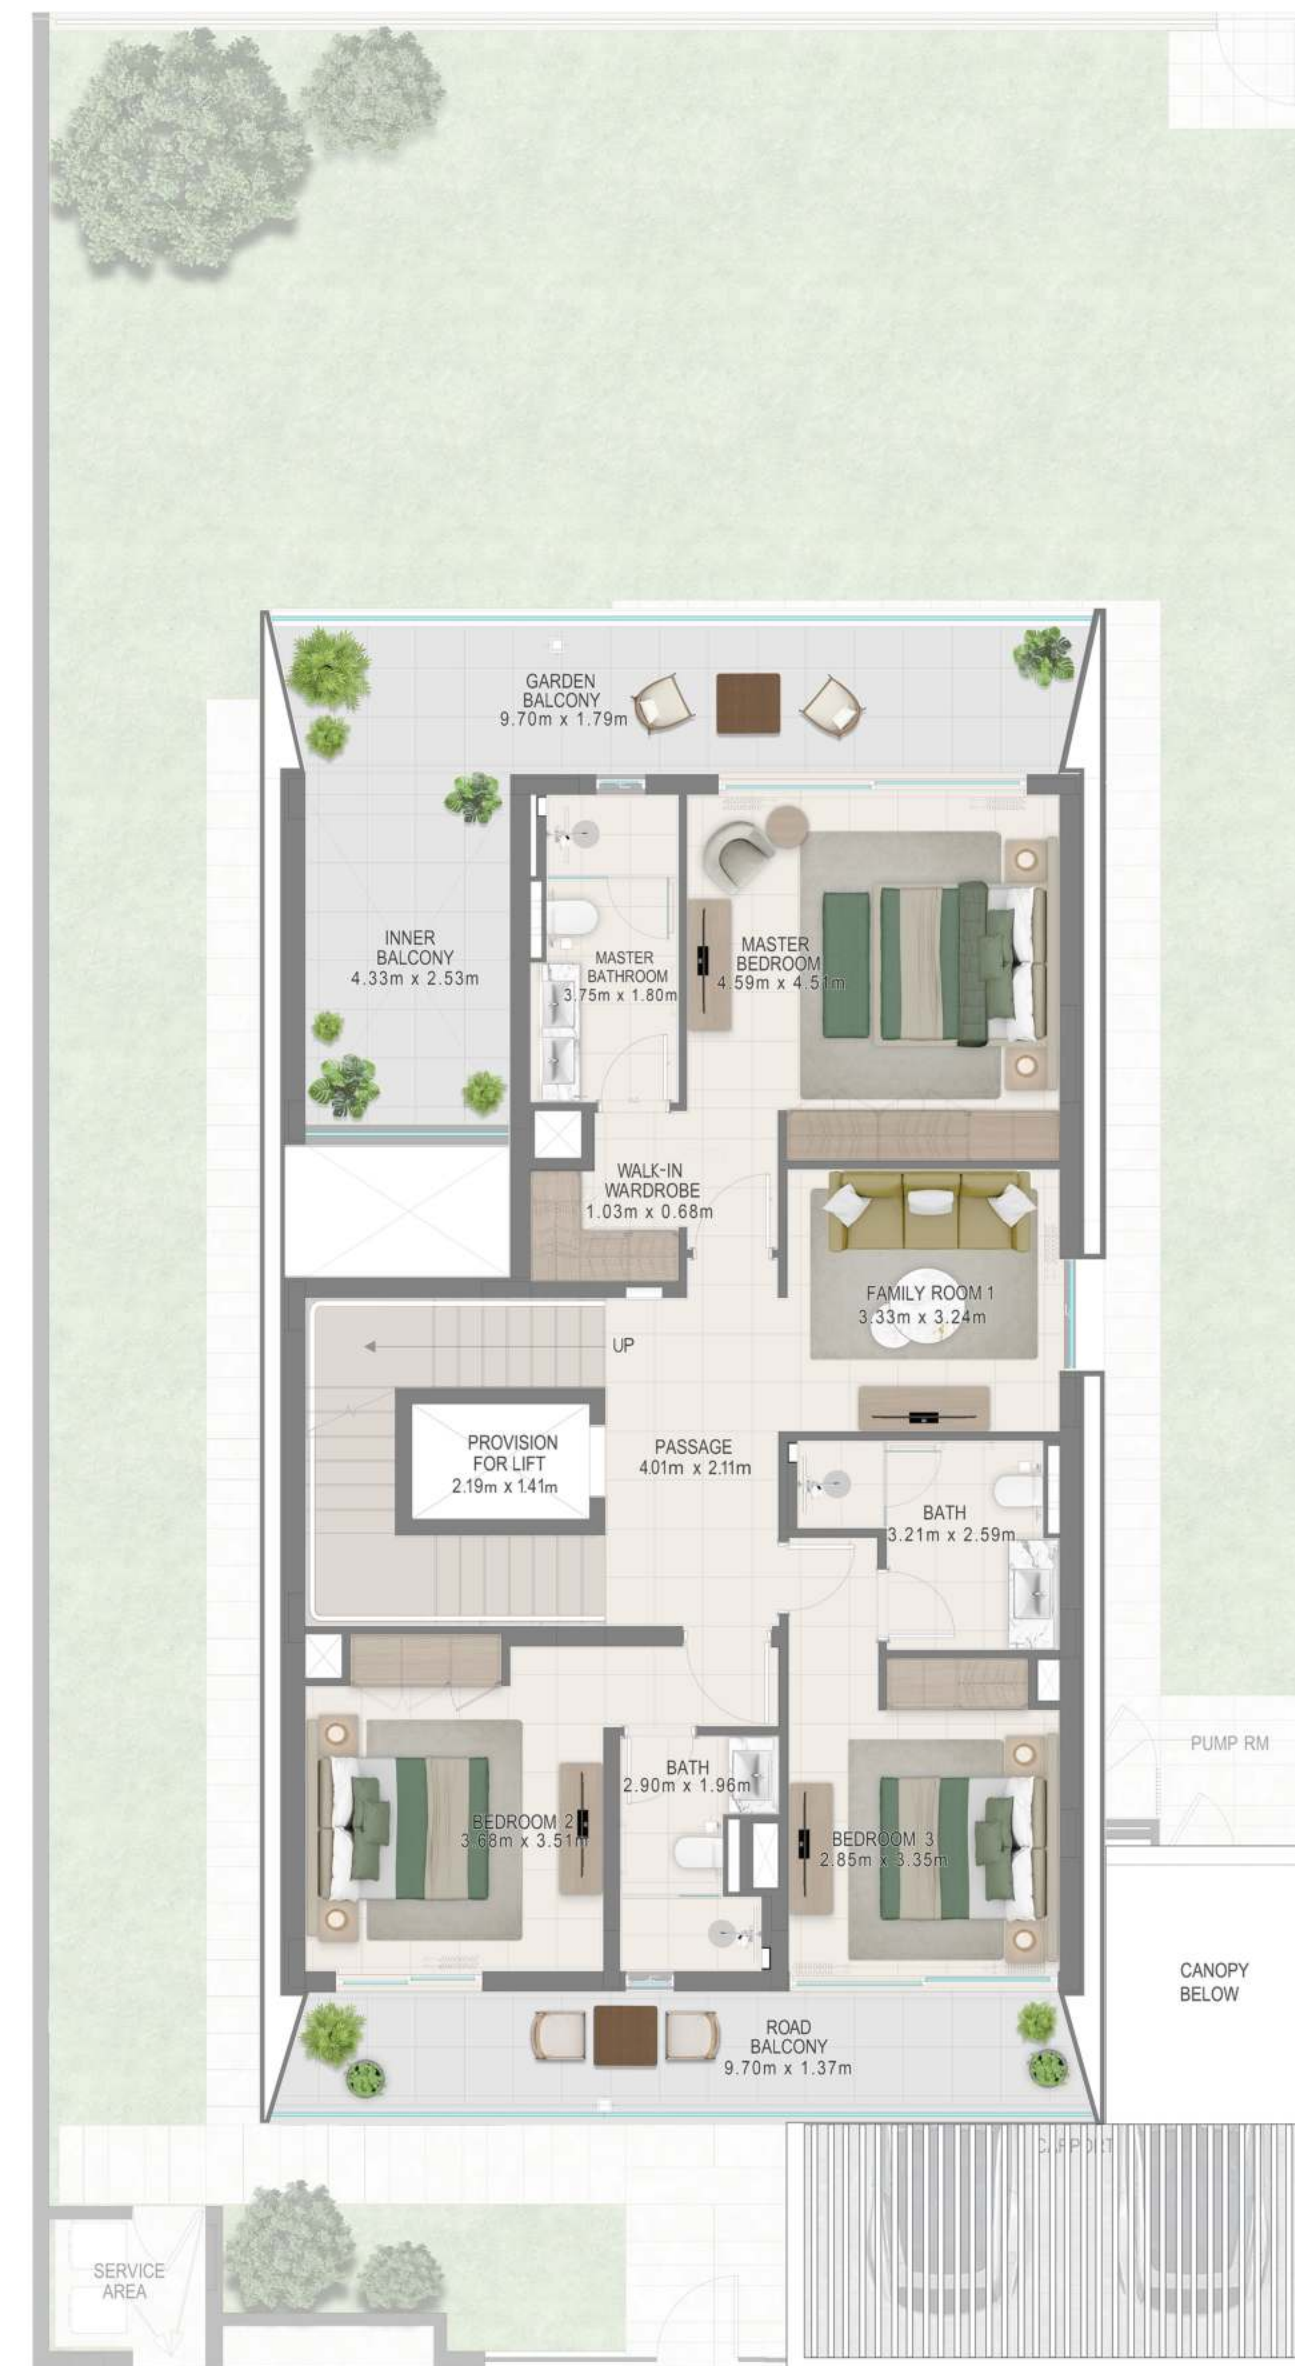 GARDEN
BALCONY
9.70m x 1.79m
INNER
BALCONY
4.33m x 2.53m
MASTER
BATHROOM
3.75m x 1.80m
MASTER
BEDROOM
4.59m x 4.51m
WALK-IN
WARDROBE
1.03m x 0.68m
FAMILY ROOM 1
3.33m x 3.24m
UP
PROVISION
FOR LIFT
2.19m x 1.41m
PASSAGE
4.01m x 2.11m
BATH
3.21m x 2.59m
PUMP RM
BATH
2.90m x 1.96m
BEDROOM 2
3.68m x 3.51m
BEDROOM 3
2.85m x 3.35m
CANOPY
BELOW
ROAD
BALCONY
9.70m x 1.37m
CARPORT
SERVICE
AREA